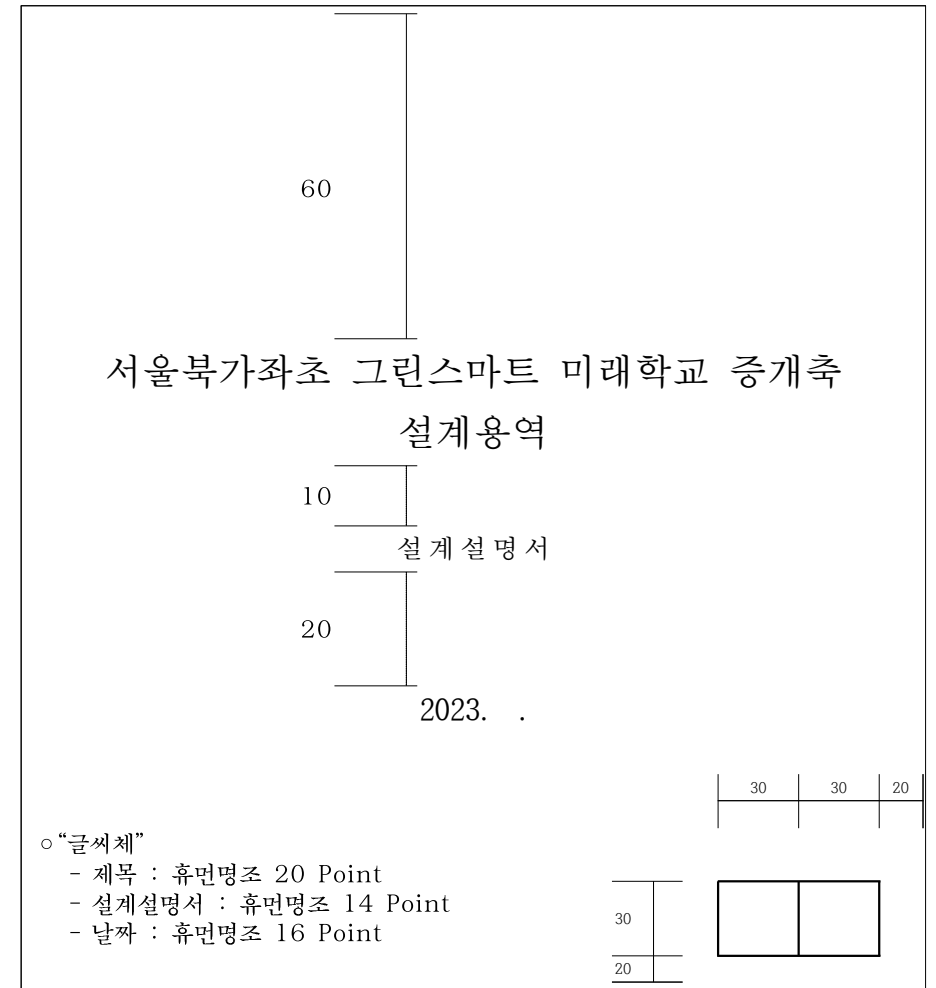 60
서울북가좌초 그린스마트 미래학교 증개축
설계용역
10
설계설명서
20
2023. .
30 30 20
○“글씨체”
- 제목 : 휴먼명조 20 Point
- 설계설명서 : 휴먼명조 14 Point
- 날짜 : 휴먼명조 16 Point
30
20